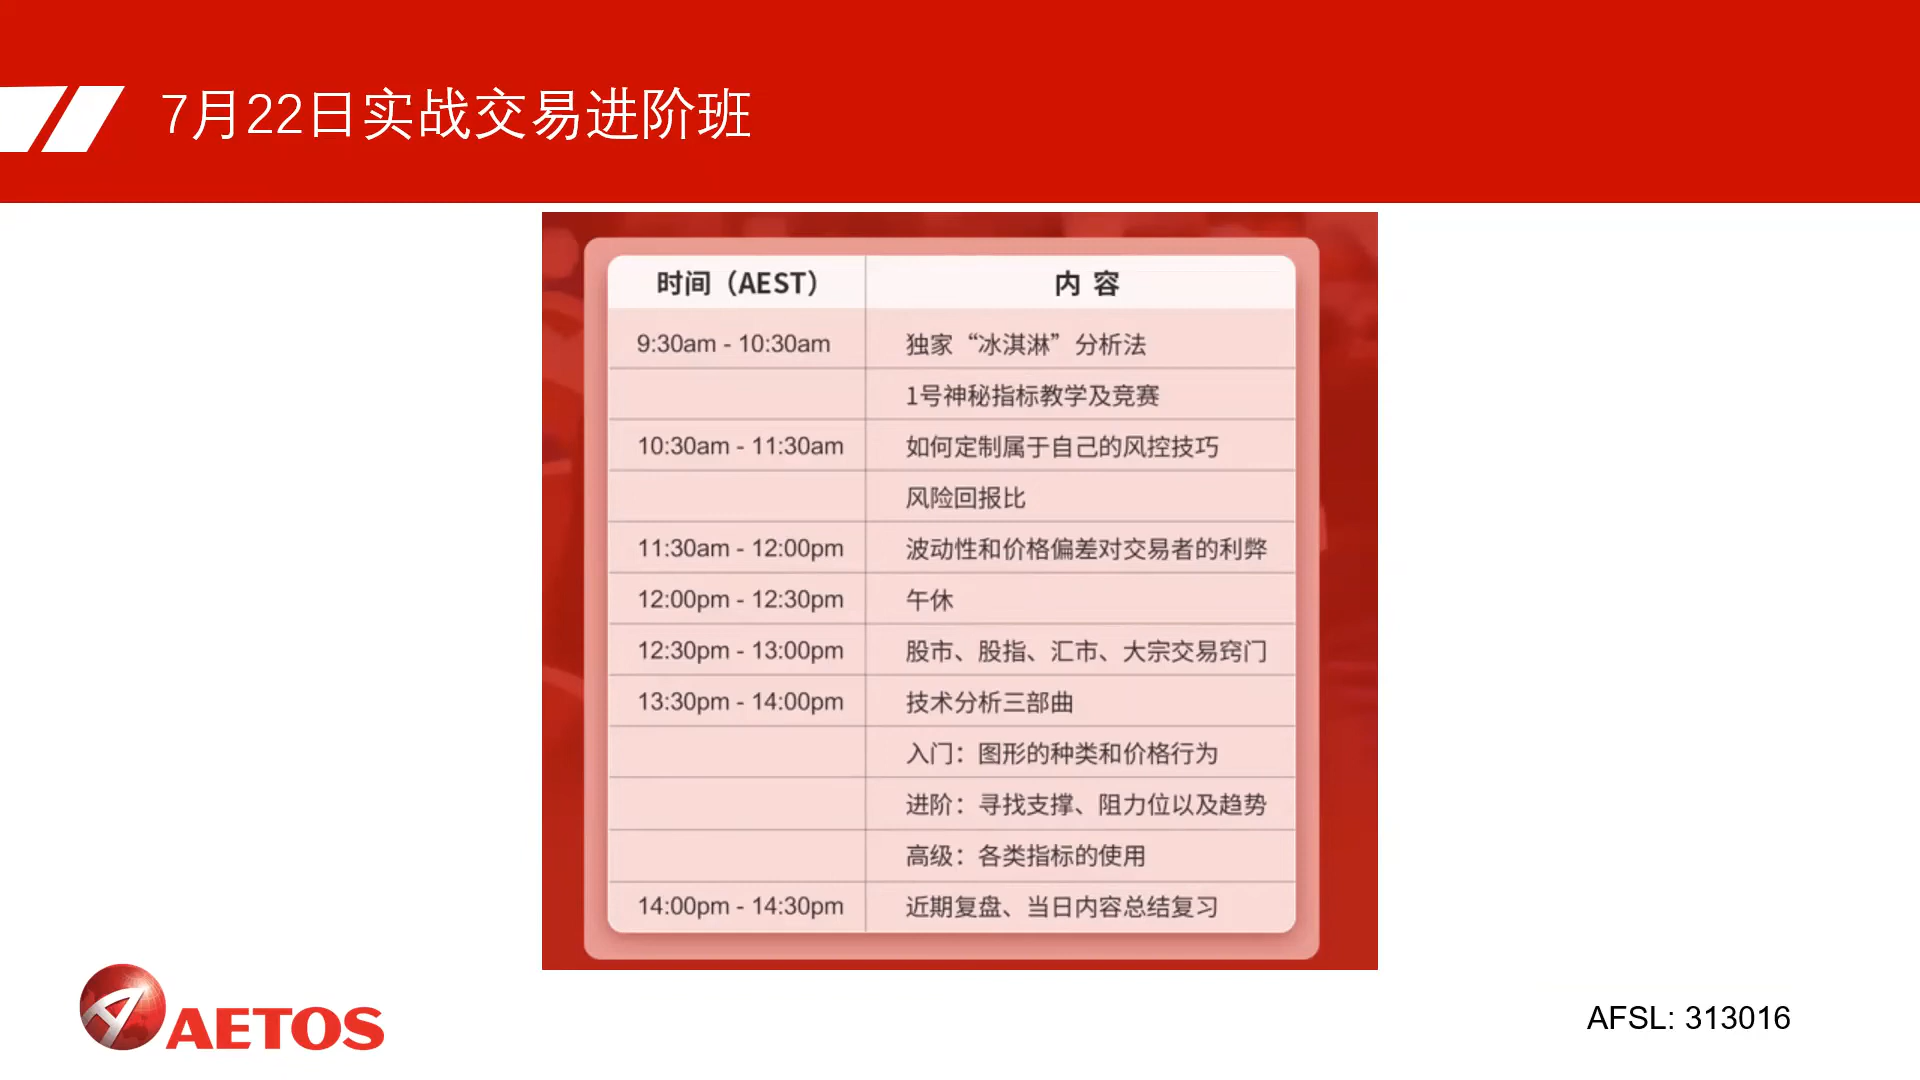 7月22日实战交易进阶班
时间（AEST） 内 容
9:30am - 10:30am 独家“冰淇淋”分析法
1号神秘指标教学及竞赛
10:30am - 11:30am 如何定制属于自己的风控技巧
风险回报比
11:30am - 12:00pm 波动性和价格偏差对交易者的利弊
12:00pm - 12:30pm 午休
12:30pm - 13:00pm 股市、股指、汇市、大宗交易窍门
13:30pm - 14:00pm 技术分析三部曲
入门：图形的种类和价格行为
进阶：寻找支撑、阻力位以及趋势
高级：各类指标的使用
14:00pm - 14:30pm 近期复盘、当日内容总结复习
AETOS
AFSL: 313016